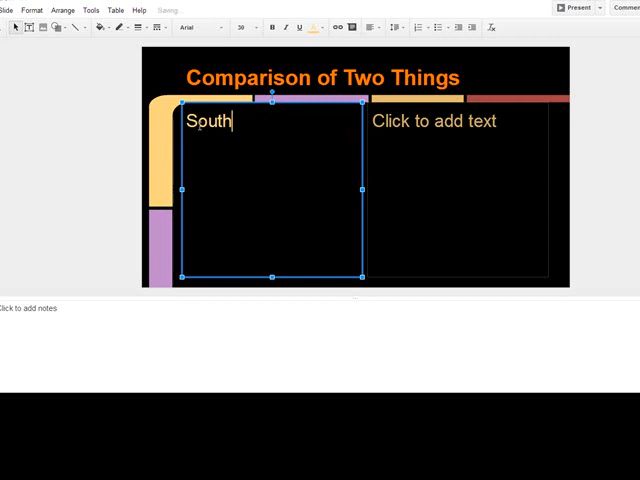 Slide Format Arrange Tools Table Help Saving...
Present
Arial 30 B I U A
Comparison of Two Things
South
Click to add text
Click to add notes